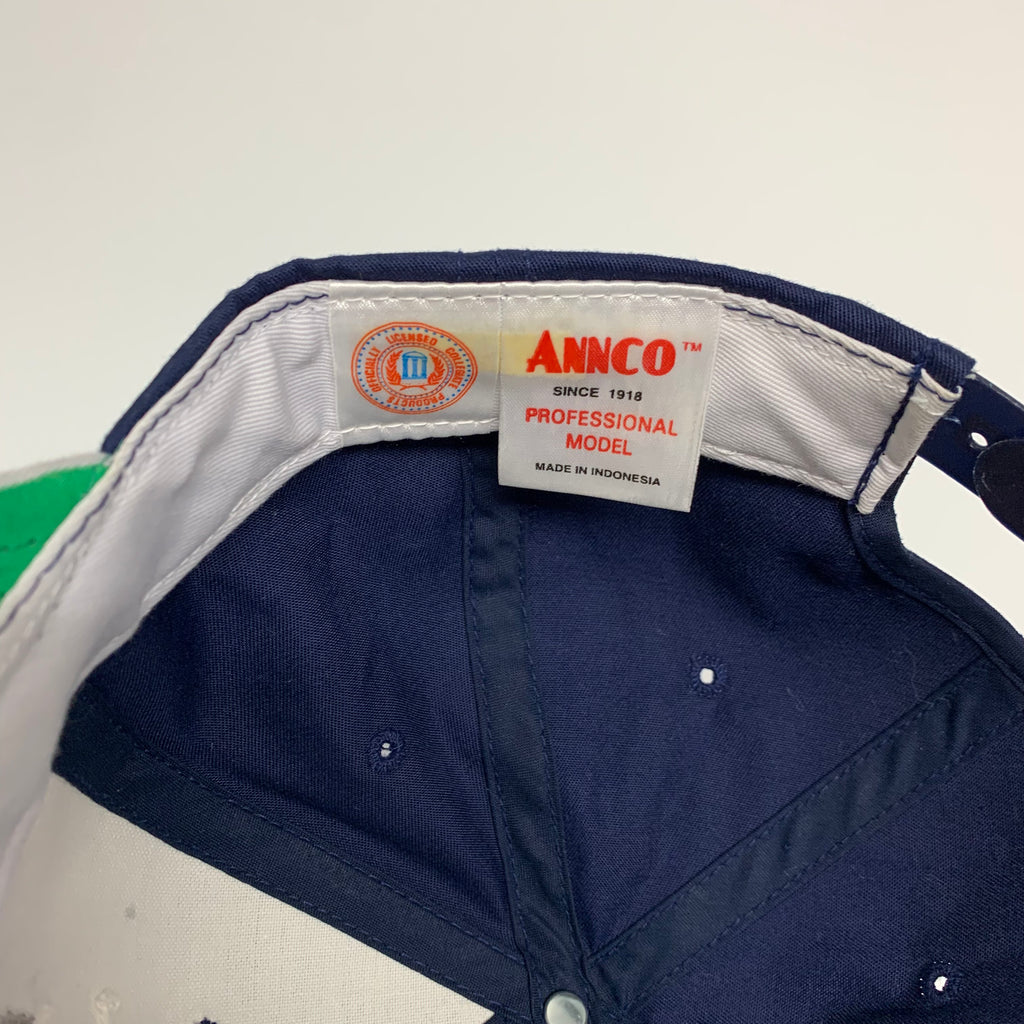 OFFICIALLY LICENSED COLLEGIATE PRODUCTS
ANNCO™
SINCE 1918
PROFESSIONAL
MODEL
MADE IN INDONESIA